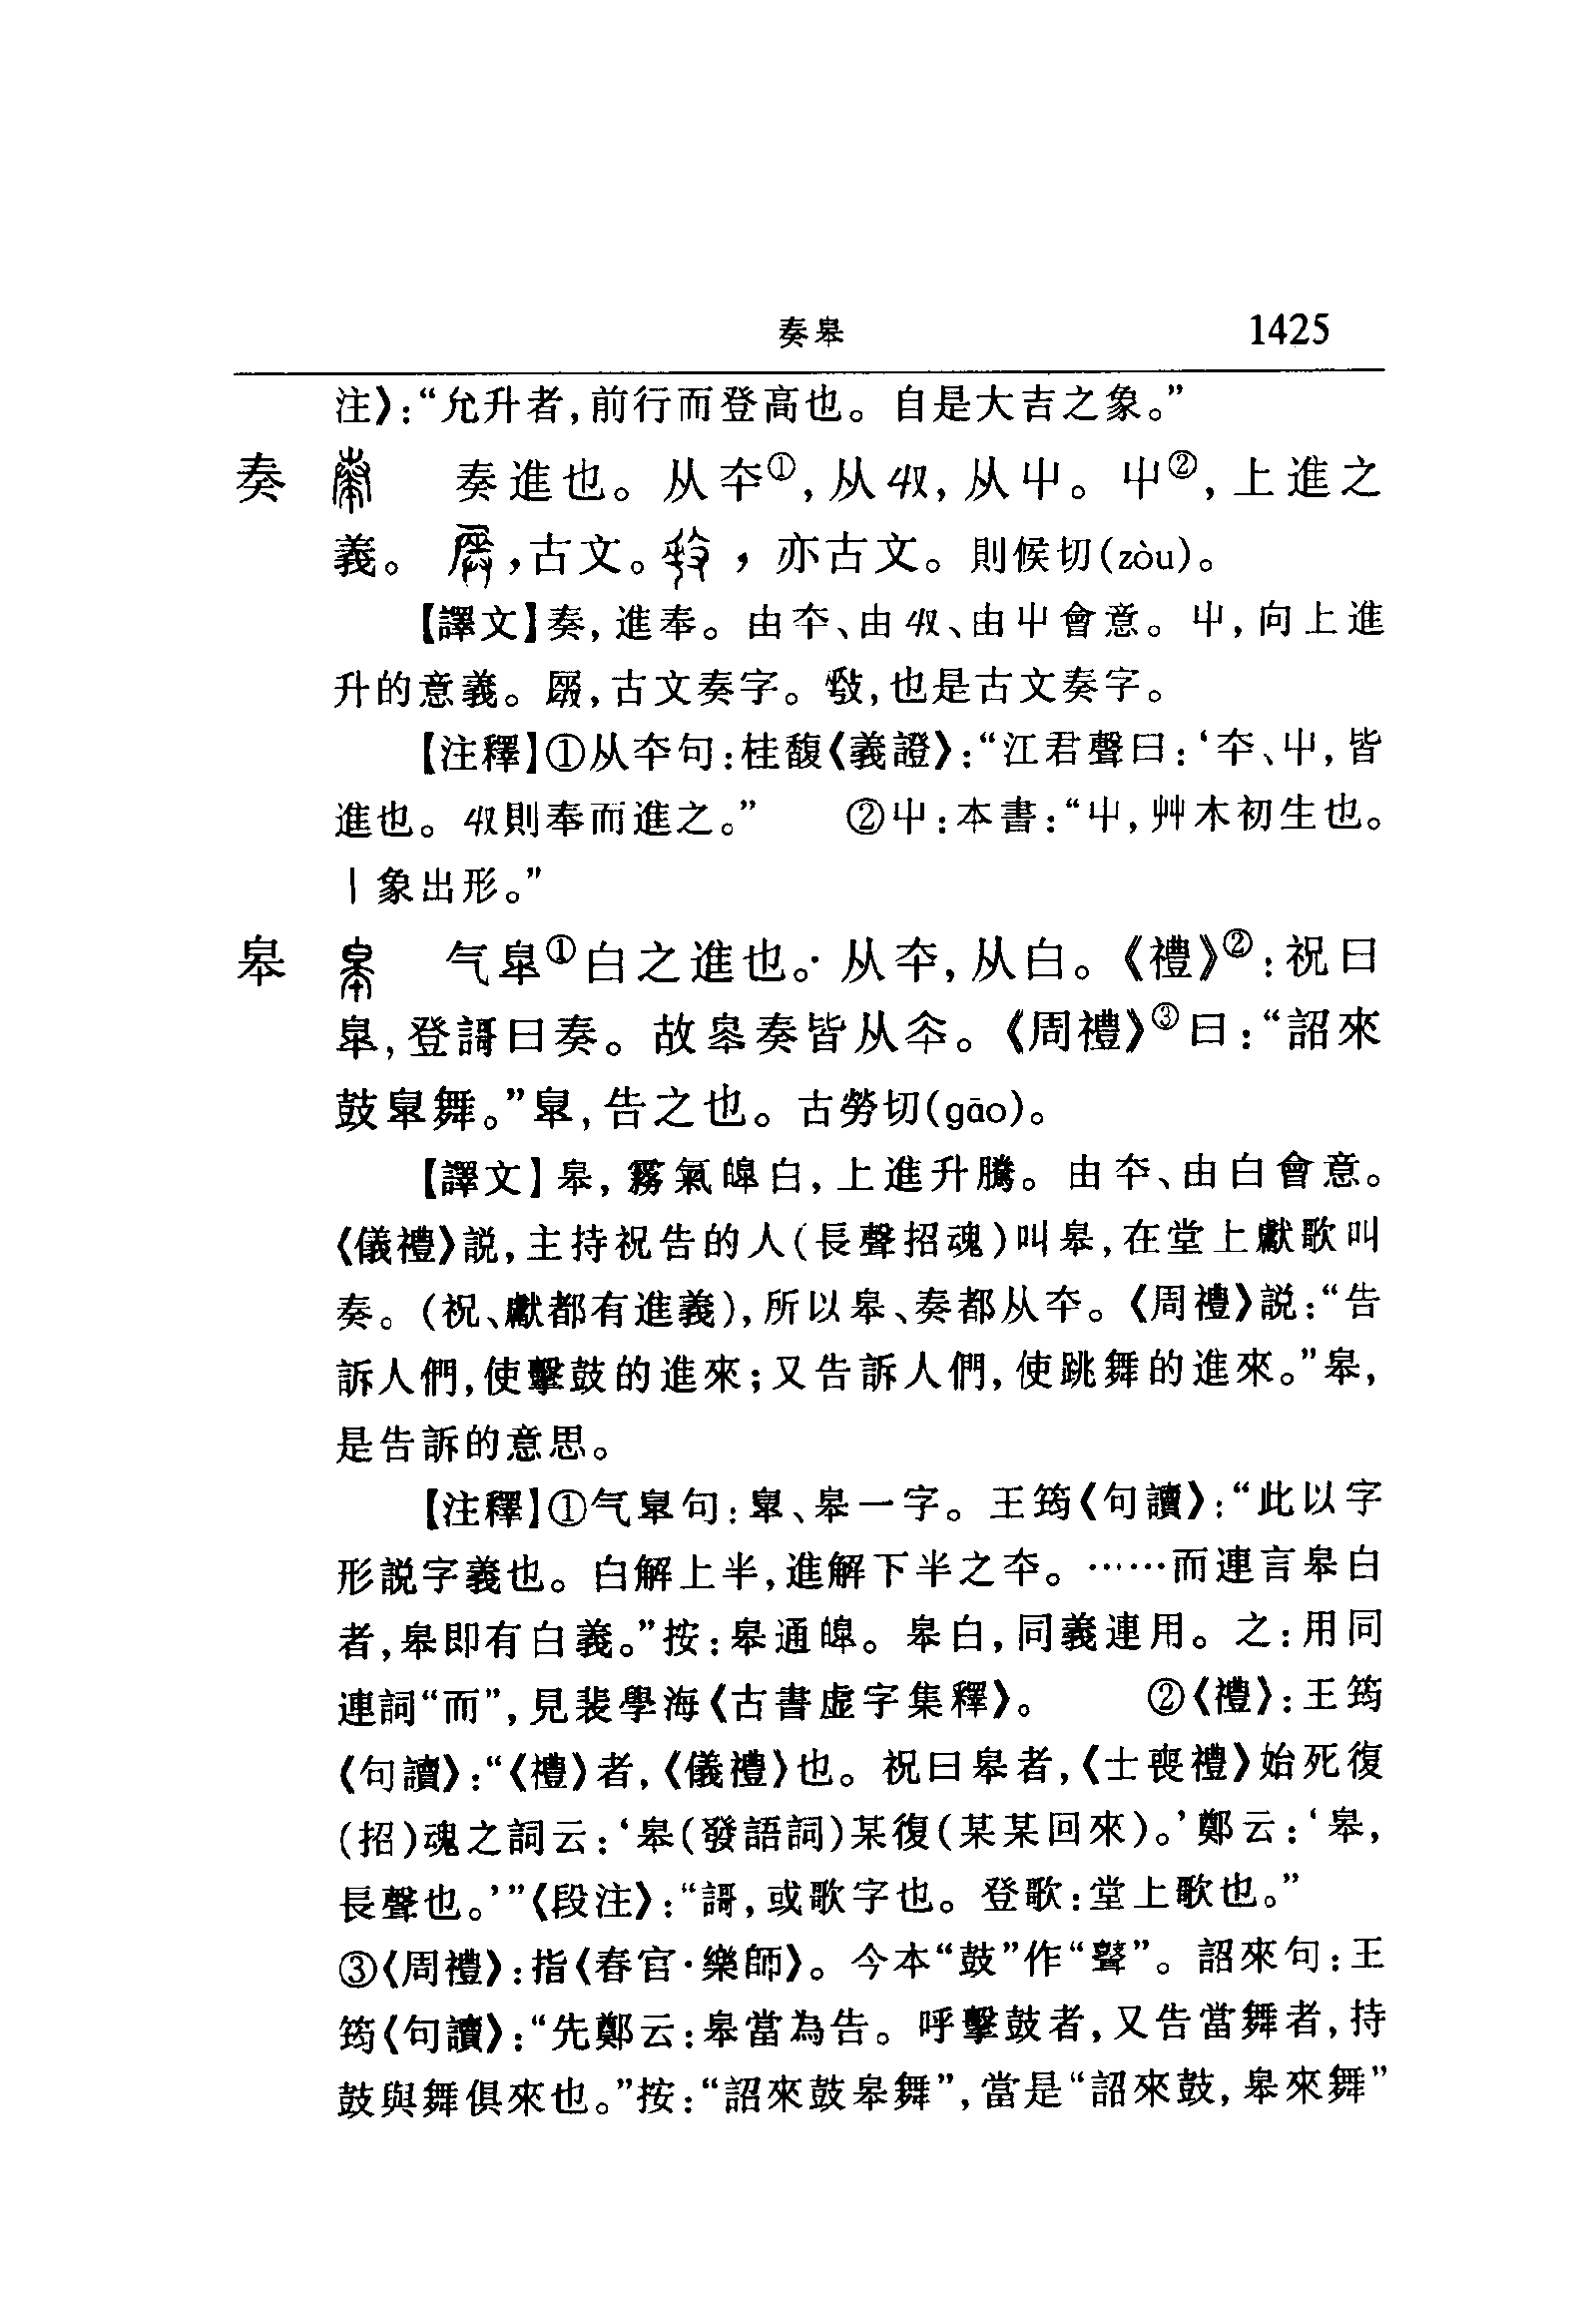 奏皋 1425
注》:“允升者,前行而登高也。自是大吉之象。”
奏 奏進也。从夲①,从𠬞,从屮。屮②,上進之
義。 ,古文。 ,亦古文。則候切(zòu)。
【譯文】奏,進奉。由夲、由𠬞、由屮會意。屮,向上進
升的意義。 ,古文奏字。 ,也是古文奏字。
【注釋】①从夲句:桂馥《義證》:“江君聲曰:‘夲、屮,皆
進也。𠬞則奉而進之。” ②屮:本書:“屮,艸木初生也。
丨象出形。”
皋 气皐①白之進也。从夲,从白。《禮》②:祝曰
皐,登謌曰奏。故皋奏皆从夲。《周禮》③曰:“詔來
鼓皐舞。”皐,告之也。古勞切(gāo)。
【譯文】皋,霧氣皞白,上進升騰。由夲、由白會意。
《儀禮》説,主持祝告的人(長聲招魂)叫皋,在堂上獻歌叫
奏。(祝、獻都有進義),所以皋、奏都从夲。《周禮》説:“告
訴人們,使擊鼓的進來;又告訴人們,使跳舞的進來。”皋,
是告訴的意思。
【注釋】①气皐句:皐、皋一字。王筠《句讀》:“此以字
形説字義也。白解上半,進解下半之夲。……而連言皋白
者,皋即有白義。”按:皋通皞。皋白,同義連用。之:用同
連詞“而”,見裴學海《古書虚字集釋》。 ②《禮》:王筠
《句讀》:“《禮》者,《儀禮》也。祝曰皋者,《士喪禮》始死復
(招)魂之詞云:‘皋(發語詞)某復(某某回來)。’鄭云:‘皋,
長聲也。’”《段注》:“謌,或歌字也。登歌:堂上歌也。”
③《周禮》:指《春官·樂師》。今本“鼓”作“瞽”。詔來句:王
筠《句讀》:“先鄭云:皋當為告。呼擊鼓者,又告當舞者,持
鼓與舞俱來也。”按:“詔來鼓皋舞”,當是“詔來鼓,皋來舞”